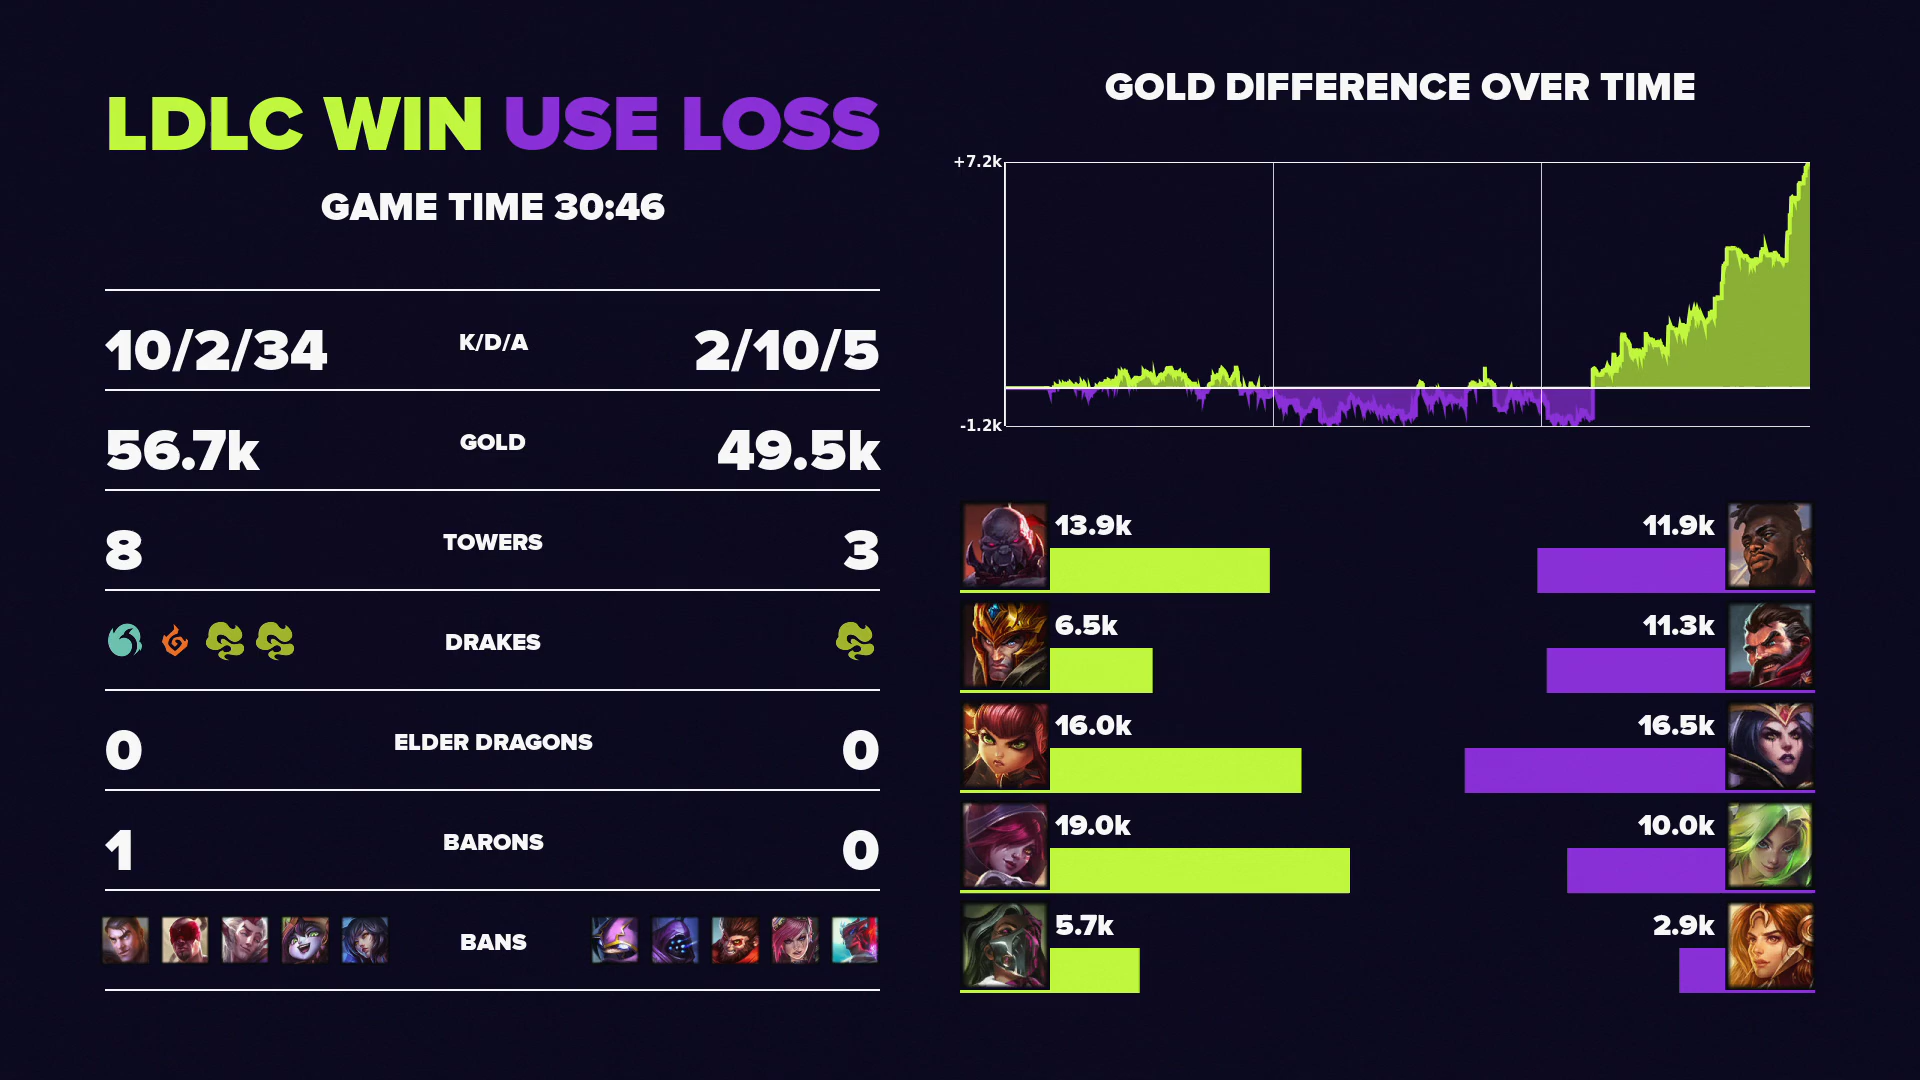 LDLC WIN USE LOSS
GAME TIME 30:46
10/2/34 K/D/A 2/10/5
56.7k GOLD 49.5k
8 TOWERS 3
DRAKES
0 ELDER DRAGONS 0
1 BARONS 0
BANS
GOLD DIFFERENCE OVER TIME
+7.2k
-1.2k
13.9k 11.9k
6.5k 11.3k
16.0k 16.5k
19.0k 10.0k
5.7k 2.9k